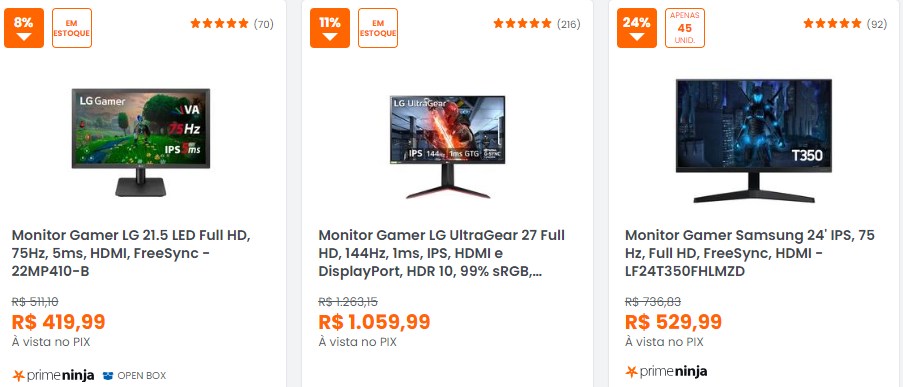 8%
EM
ESTOQUE
(70)
LG Gamer
VA
75Hz
IPS 5ms
Monitor Gamer LG 21.5 LED Full HD,
75Hz, 5ms, HDMI, FreeSync -
22MP410-B
R$ 511,10
R$ 419,99
À vista no PIX
primeninja
OPEN BOX
11%
EM
ESTOQUE
(216)
LG UltraGear
IPS 144Hz 1ms GTG
Monitor Gamer LG UltraGear 27 Full
HD, 144Hz, 1ms, IPS, HDMI e
DisplayPort, HDR 10, 99% sRGB,...
R$ 1.263,15
R$ 1.059,99
À vista no PIX
24%
APENAS
45
UNID.
(92)
T350
Monitor Gamer Samsung 24' IPS, 75
Hz, Full HD, FreeSync, HDMI -
LF24T350FHLMZD
R$ 736,83
R$ 529,99
À vista no PIX
primeninja